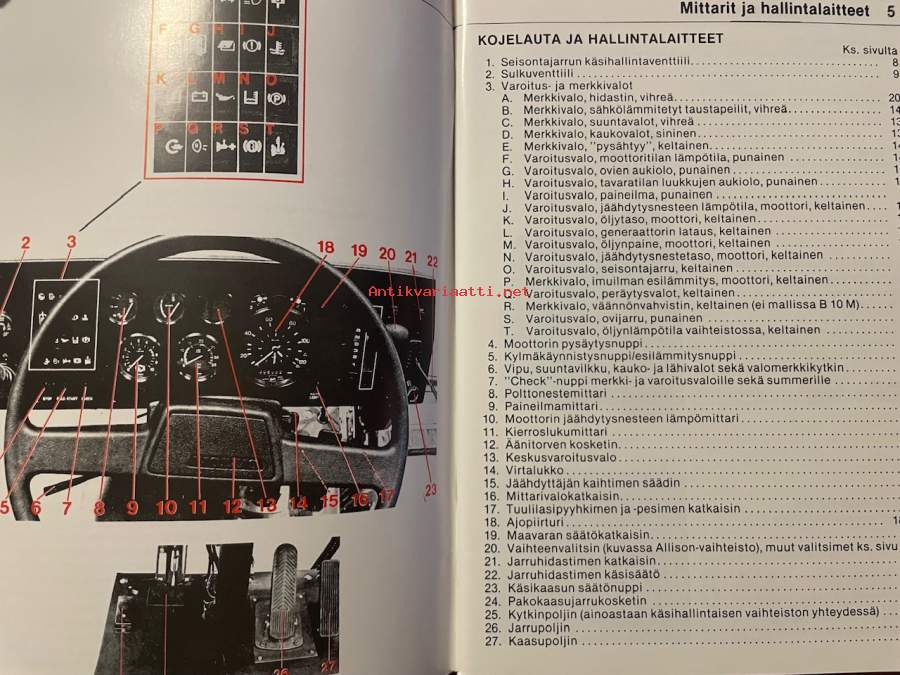 F G H I J
K L M N O
P Q R S T
2
3
18
19
20
21
22
5
6
7
8
9
10
11
12
13
14
15
16
17
23
26
27
Antikvariaatti.net
Mittarit ja hallintalaitteet 5
KOJELAUTA JA HALLINTALAITTEET
Ks. sivulta
1. Seisontajarrun käsihallintaventtiili. 8
2. Sulkuventtiili 9
3. Varoitus- ja merkkivalot
A. Merkkivalo, hidastin, vihreä. 20
B. Merkkivalo, sähkölämmitetyt taustapeilit, vihreä. 14
C. Merkkivalo, suuntavalot, vihreä 13
D. Merkkivalo, kaukovalot, sininen 13
E. Merkkivalo, "pysähtyy", keltainen. 14
F. Varoitusvalo, moottoritilan lämpötila, punainen
G. Varoitusvalo, ovien aukiolo, punainen
H. Varoitusvalo, tavaratilan luukkujen aukiolo, punainen
I. Varoitusvalo, paineilma, punainen
J. Varoitusvalo, jäähdytysnesteen lämpötila, moottori, keltainen
K. Varoitusvalo, öljytaso, moottori, keltainen
L. Varoitusvalo, generaattorin lataus, keltainen
M. Varoitusvalo, öljynpaine, moottori, keltainen
N. Varoitusvalo, jäähdytysnestetaso, moottori, keltainen
O. Varoitusvalo, seisontajarru, keltainen
P. Merkkivalo, imuilman esilämmitys, moottori, keltainen
Q. Varoitusvalo, peräytysvalot, keltainen
R. Merkkivalo, väännönvahvistin, keltainen (ei mallissa B 10 M)
S. Varoitusvalo, ovijarru, punainen
T. Varoitusvalo, öljynlämpötila vaihteistossa, keltainen
4. Moottorin pysäytysnuppi
5. Kylmäkäynnistysnuppi/esilämmitysnuppi
6. Vipu, suuntavilkku, kauko- ja lähivalot sekä valomerkkikytkin
7. "Check"-nuppi merkki- ja varoitusvaloille sekä summerille
8. Polttonestemittari
9. Paineilmamittari
10. Moottorin jäähdytysnesteen lämpömittari
11. Kierroslukumittari
12. Äänitorven kosketin
13. Keskusvaroitusvalo
14. Virtalukko
15. Jäähdyttäjän kaihtimen säädin
16. Mittarivalokatkaisin
17. Tuulilasipyyhkimen ja -pesimen katkaisin
18. Ajopiirturi
19. Maavaran säätökatkaisin
20. Vaihteenvalitsin (kuvassa Allison-vaihteisto), muut valitsimet ks. sivu
21. Jarruhidastimen katkaisin
22. Jarruhidastimen käsisäätö
23. Käsikaasun säätönuppi
24. Pakokaasujarrukosketin
25. Kytkinpoljin (ainoastaan käsihallintaisen vaihteiston yhteydessä)
26. Jarrupoljin
27. Kaasupoljin